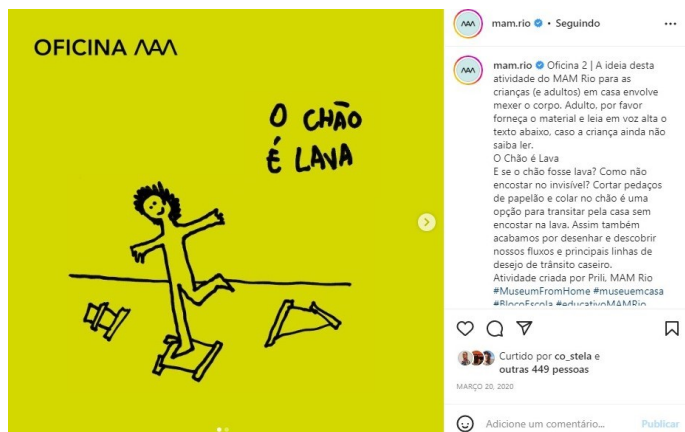 OFICINA
O CHÃO
É LAVA
mam.rio • Seguindo
mam.rio Oficina 2 | A ideia desta
atividade do MAM Rio para as
crianças (e adultos) em casa envolve
mexer o corpo. Adulto, por favor
forneça o material e leia em voz alta o
texto abaixo, caso a criança ainda não
saiba ler.
O Chão é Lava
E se o chão fosse lava? Como não
encostar no invisível? Cortar pedaços
de papelão e colar no chão é uma
opção para transitar pela casa sem
encostar na lava. Assim também
acabamos por desenhar e descobrir
nossos fluxos e principais linhas de
desejo de trânsito caseiro.
Atividade criada por Prili, MAM Rio
#MuseumFromHome #museuemcasa
#BlocoEscola #educativoMAMRio
Curtido por co_stela e
outras 449 pessoas
MARÇO 20, 2020
Adicione um comentário... Publicar